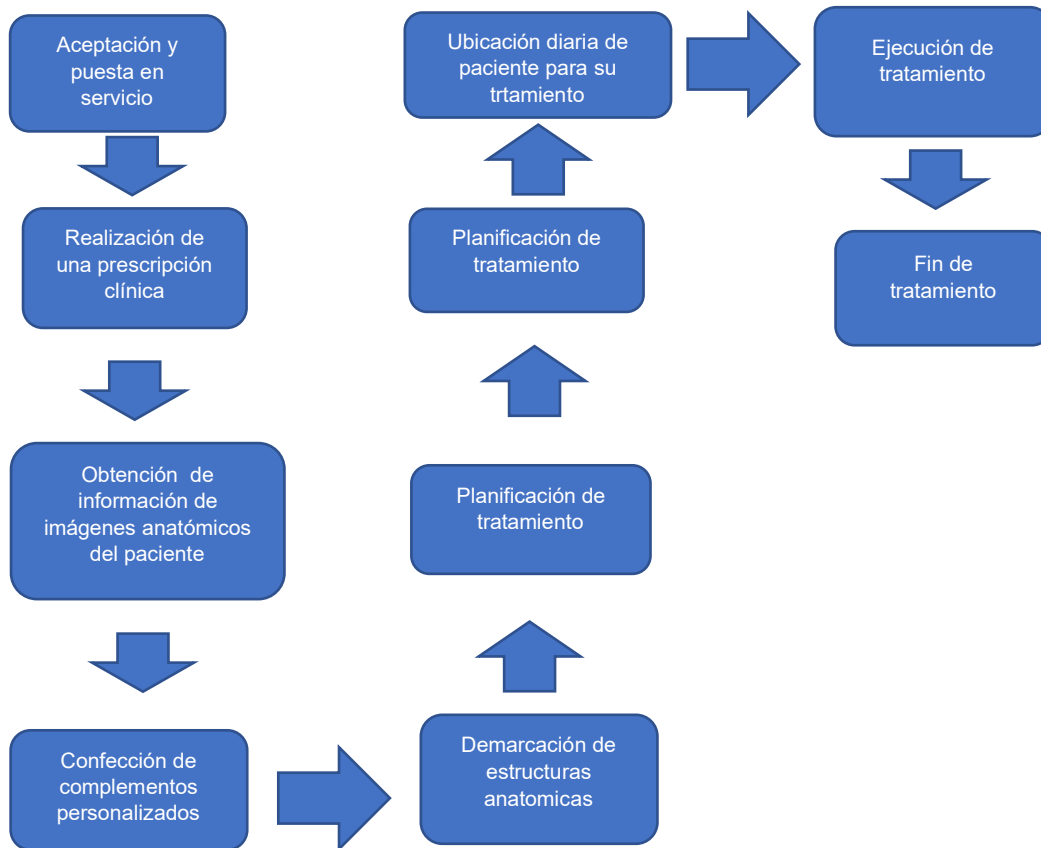 Aceptación y
puesta en
servicio
Realización de
una prescripción
clínica
Obtención  de
información de
imágenes anatómicos
del paciente
Confección de
complementos
personalizados
Demarcación de
estructuras
anatomicas
Planificación de
tratamiento
Planificación de
tratamiento
Ubicación diaria de
paciente para su
trtamiento
Ejecución de
tratamiento
Fin de
tratamiento